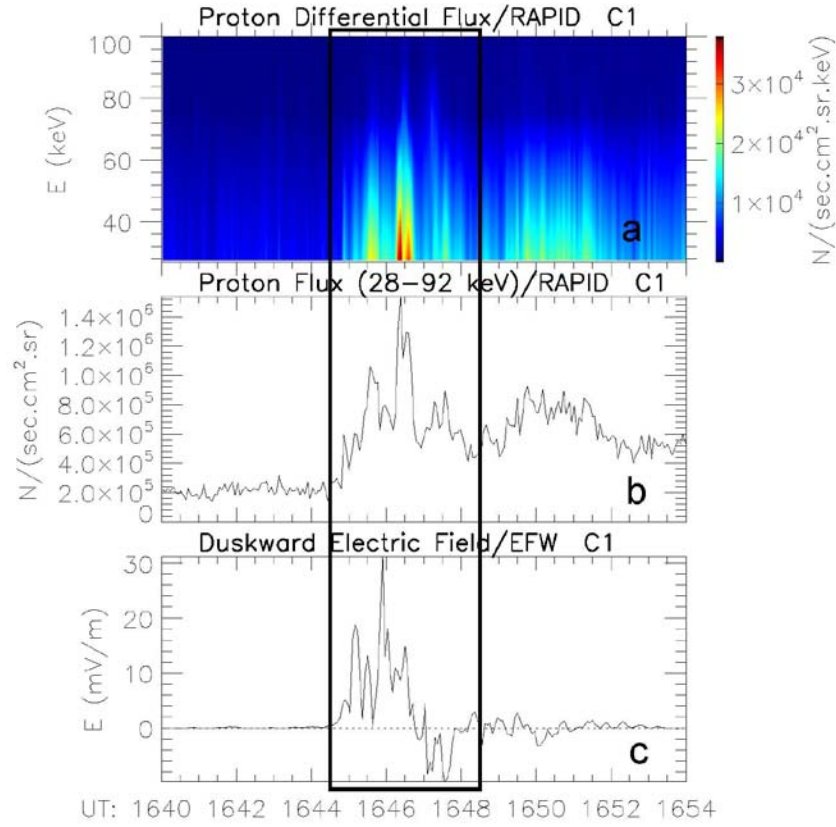 Proton Differential Flux/RAPID C1
100
80
60
40
E (keV)
a
3×10⁴
2×10⁴
1×10⁴
N/(sec.cm².sr.keV)
Proton Flux (28−92 keV)/RAPID C1
1.4×10⁶
1.2×10⁶
1.0×10⁶
8.0×10⁵
6.0×10⁵
4.0×10⁵
2.0×10⁵
0
N/(sec.cm².sr)
b
Duskward Electric Field/EFW C1
30
20
10
0
E (mV/m)
c
UT: 1640 1642 1644 1646 1648 1650 1652 1654